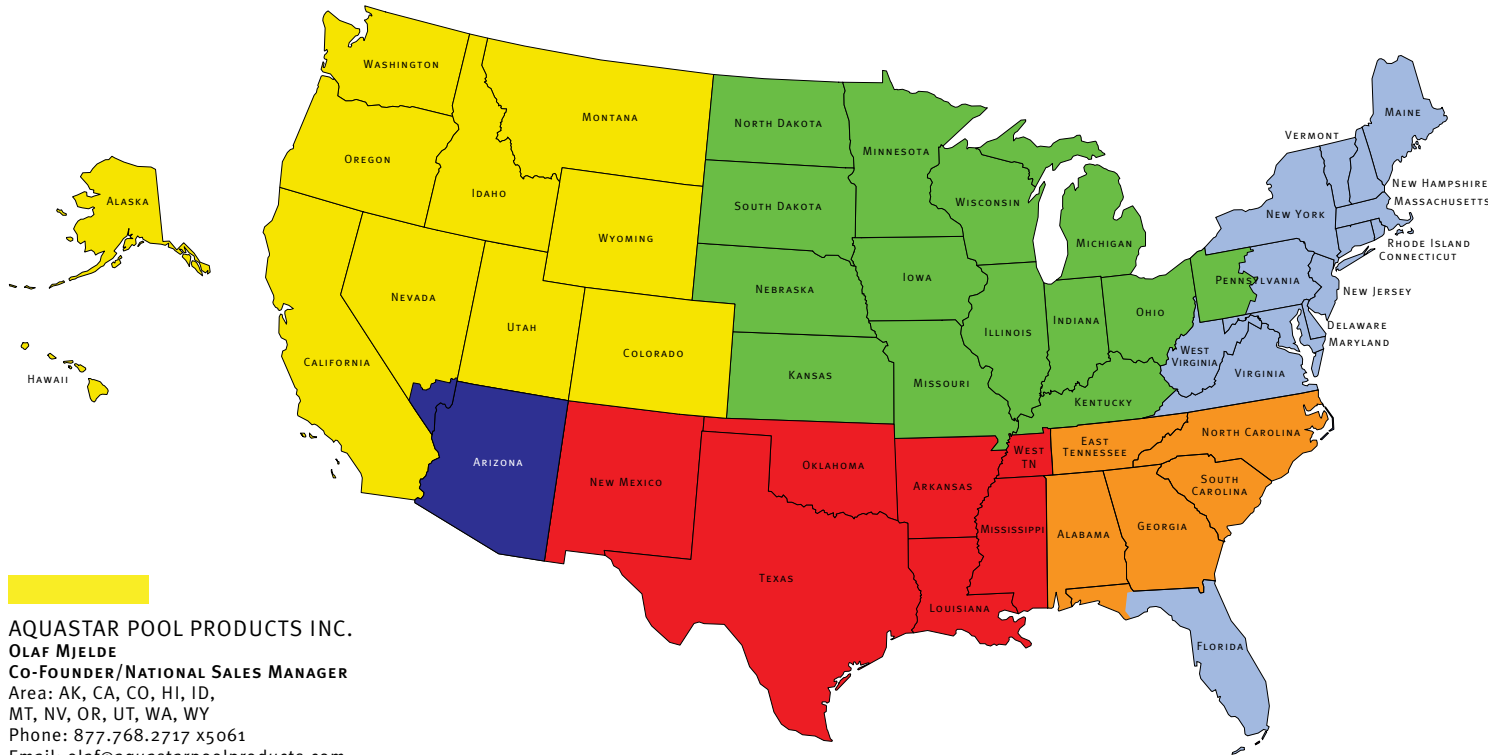 Washington
Montana
North Dakota
Minnesota
Maine
Vermont
Oregon
Idaho
Alaska
South Dakota
Wisconsin
New Hampshire
Massachusetts
New York
Wyoming
Michigan
Rhode Island
Connecticut
Iowa
Nebraska
Pennsylvania
New Jersey
Nevada
Utah
Ohio
Indiana
Illinois
Delaware
Maryland
Colorado
California
Hawaii
West
Virginia
Virginia
Kansas
Missouri
Kentucky
North Carolina
East
Tennessee
West
TN
Arizona
Oklahoma
New Mexico
Arkansas
South
Carolina
Mississippi
Alabama
Georgia
Texas
Louisiana
Florida
AQUASTAR POOL PRODUCTS INC.
Olaf Mjelde
Co-Founder/National Sales Manager
Area: AK, CA, CO, HI, ID,
MT, NV, OR, UT, WA, WY
Phone: 877.768.2717 x5061
Email: olaf@aquastarpoolproducts.com